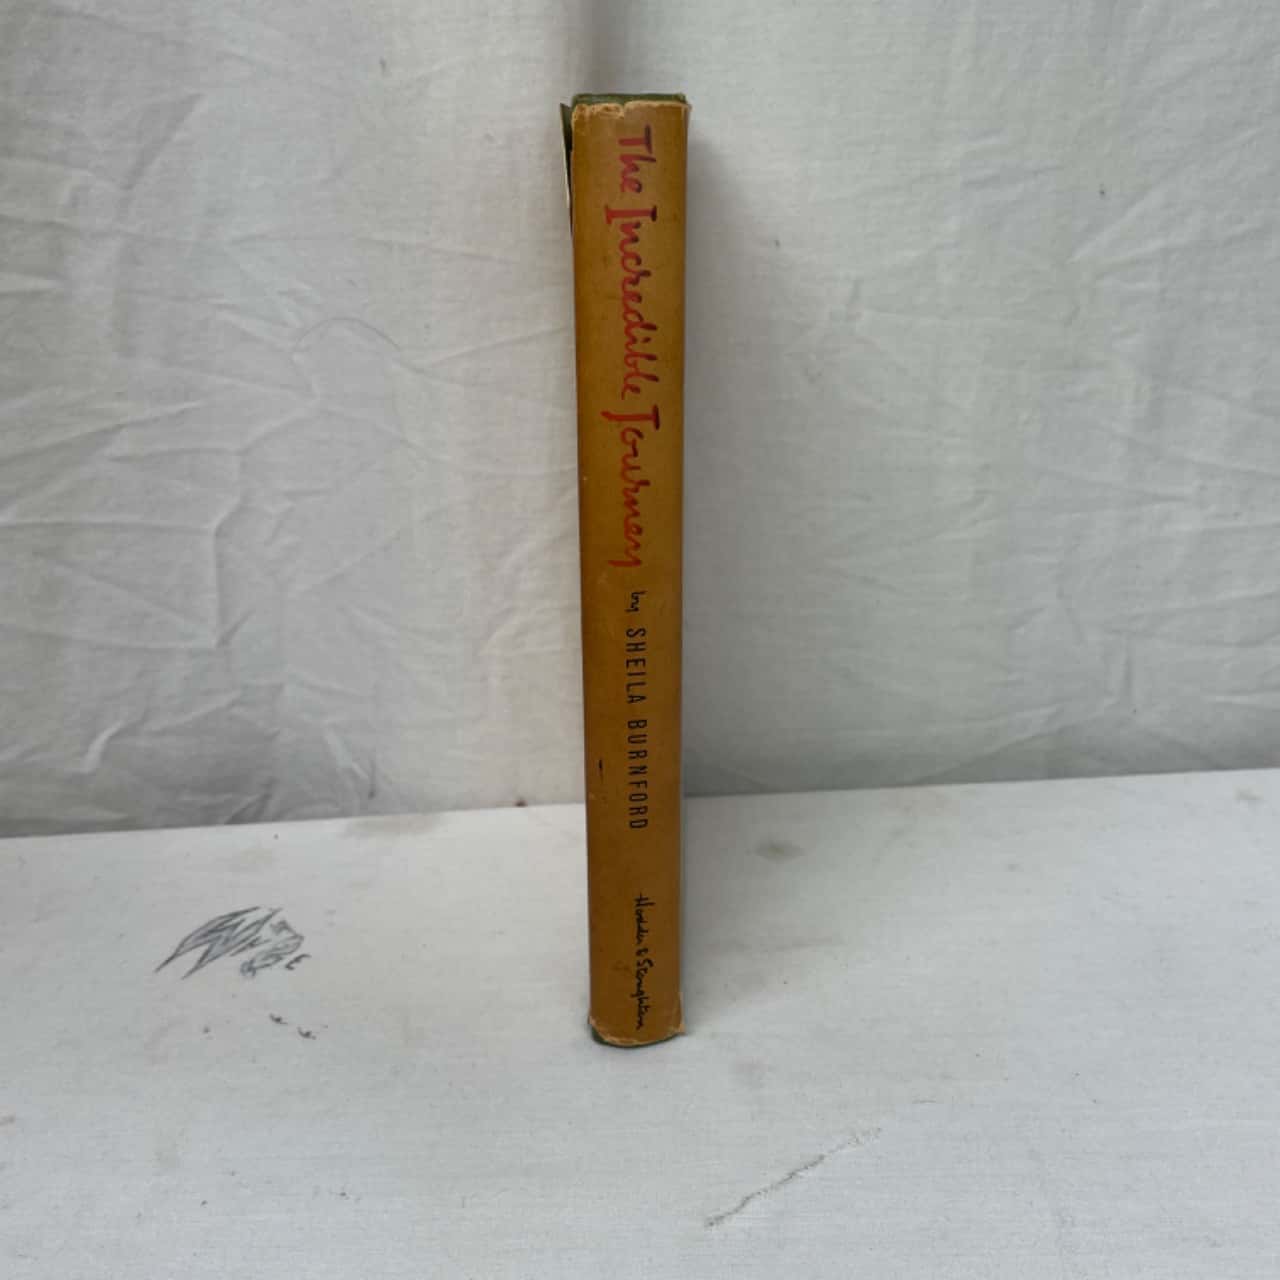 The Incredible Journey by SHEILA BURNFORD Hodder & Stoughton